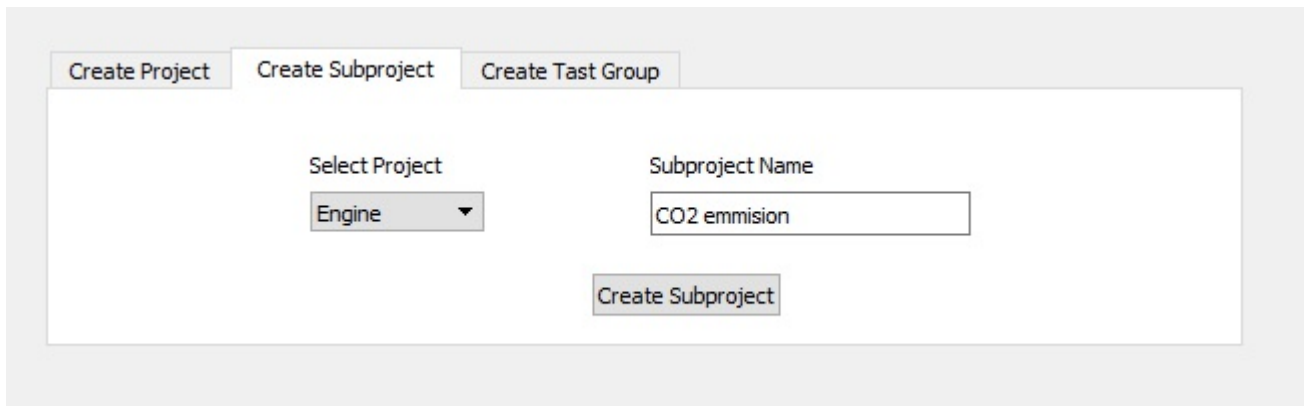 Create Project Create Subproject Create Tast Group
Select Project Subproject Name
Engine CO2 emmision
Create Subproject